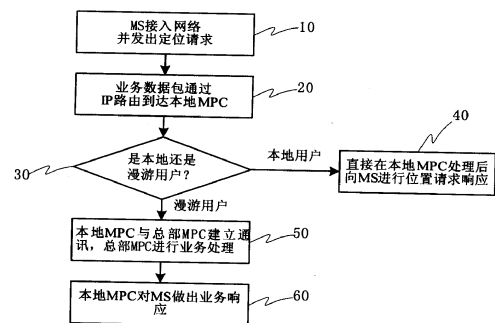 MS接入网络
并发出定位请求
10
业务数据包通过
IP路由到达本地MPC
20
是本地还是
漫游用户？
30
本地用户
40
直接在本地MPC处理后
向MS进行位置请求响应
漫游用户
本地MPC与总部MPC建立通
讯，总部MPC进行业务处理
50
本地MPC对MS做出业务响
应
60